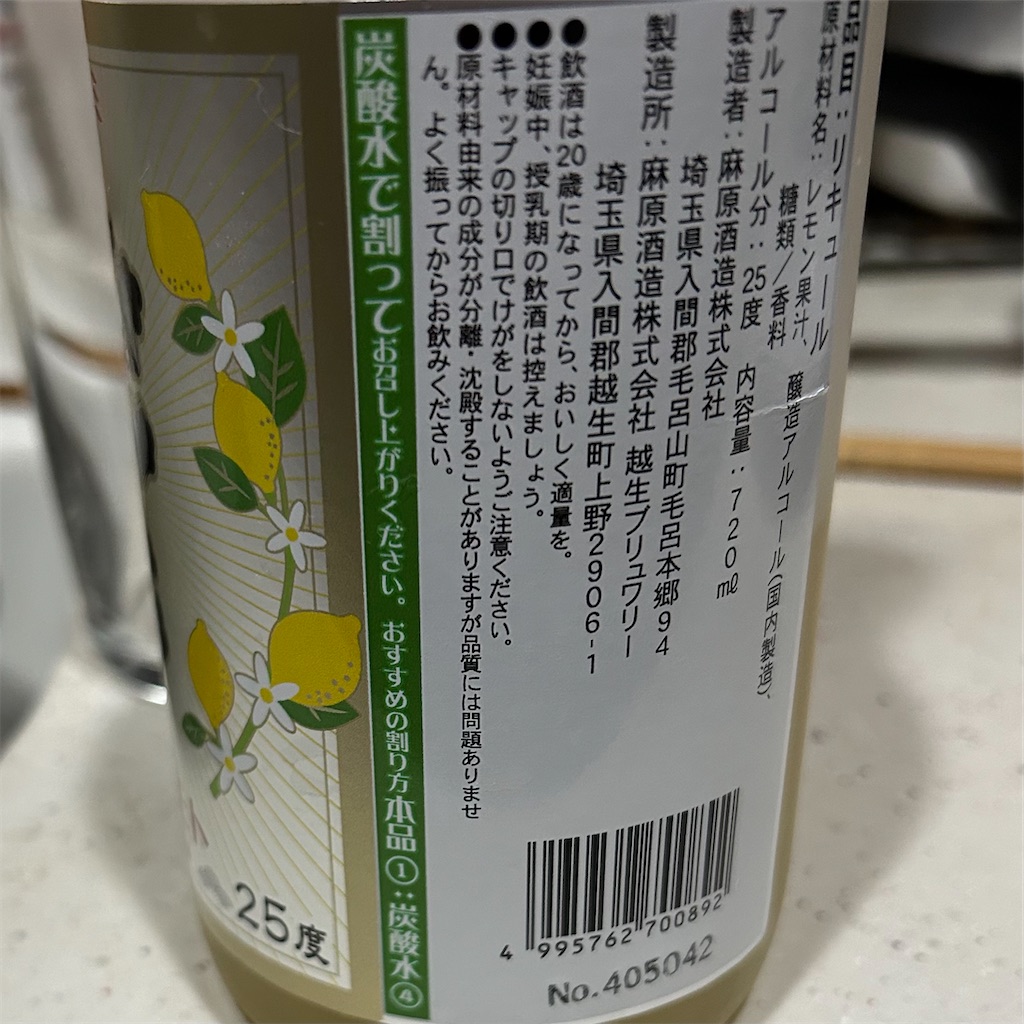 品目：リキュール
原材料名：レモン果汁、醸造アルコール（国内製造）、
糖類／香料
アルコール分：25度　内容量：720㎖
製造者：麻原酒造株式会社
埼玉県入間郡毛呂山町毛呂本郷94
製造所：麻原酒造株式会社 越生ブリュワリー
埼玉県入間郡越生町上野2906-1
●飲酒は20歳になってから、おいしく適量を。
●妊娠中、授乳期の飲酒は控えましょう。
●キャップの切り口でけがをしないようご注意ください。
●原材料由来の成分が分離・沈殿することがありますが品質には問題ありませ
ん。よく振ってからお飲みください。
炭酸水で割ってお召し上がりください。おすすめの割り方本品①：炭酸水④
25度
4 995762 700892
No.405042